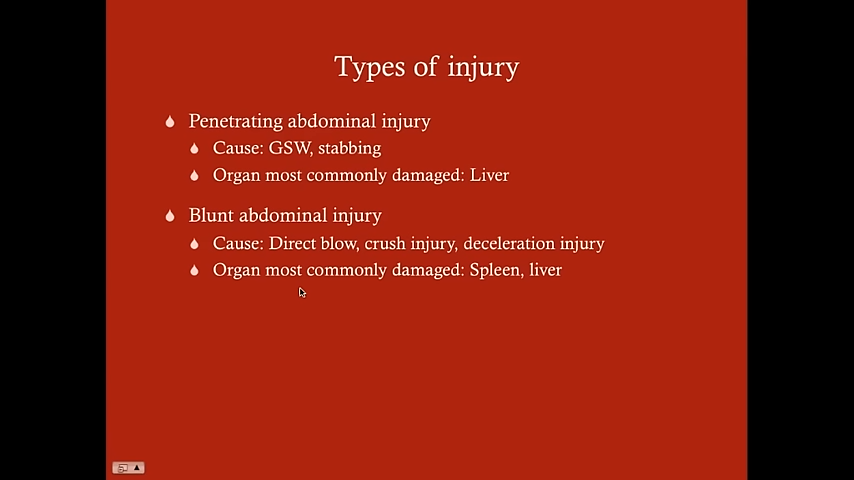 Types of injury
Penetrating abdominal injury
Cause: GSW, stabbing
Organ most commonly damaged: Liver
Blunt abdominal injury
Cause: Direct blow, crush injury, deceleration injury
Organ most commonly damaged: Spleen, liver